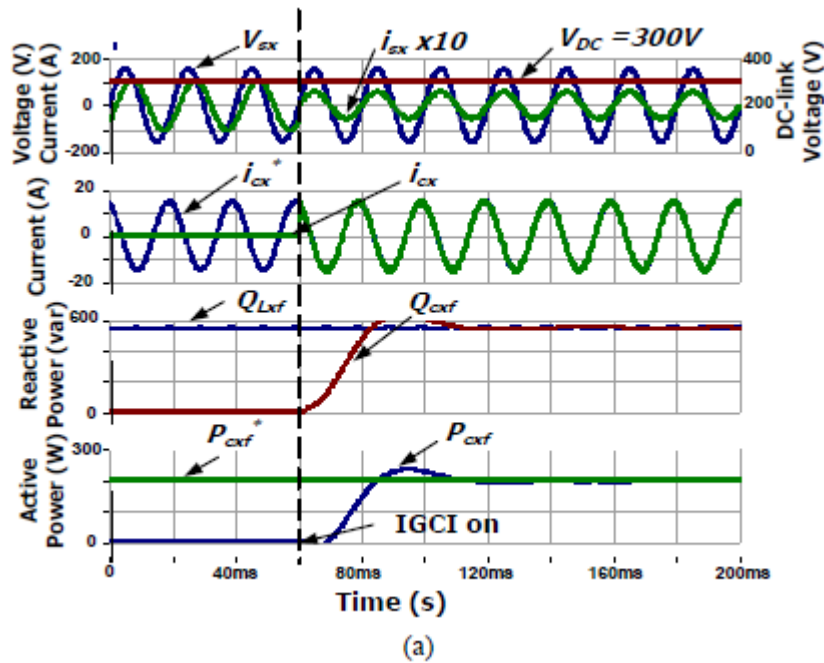 V_sx i_sx x10 V_DC =300V
Voltage (V.)
Current (A)
200
0
-200
400
200
0
DC-link
Voltage (V)
i_cx* i_cx
Current (A)
20
0
-20
Q_Lxf Q_cxf
Reactive
Power (var)
600
0
P_cxf* P_cxf
Active
Power (W)
300
0
IGCI on
0 40ms 80ms 120ms 160ms 200ms
Time (s)
(a)